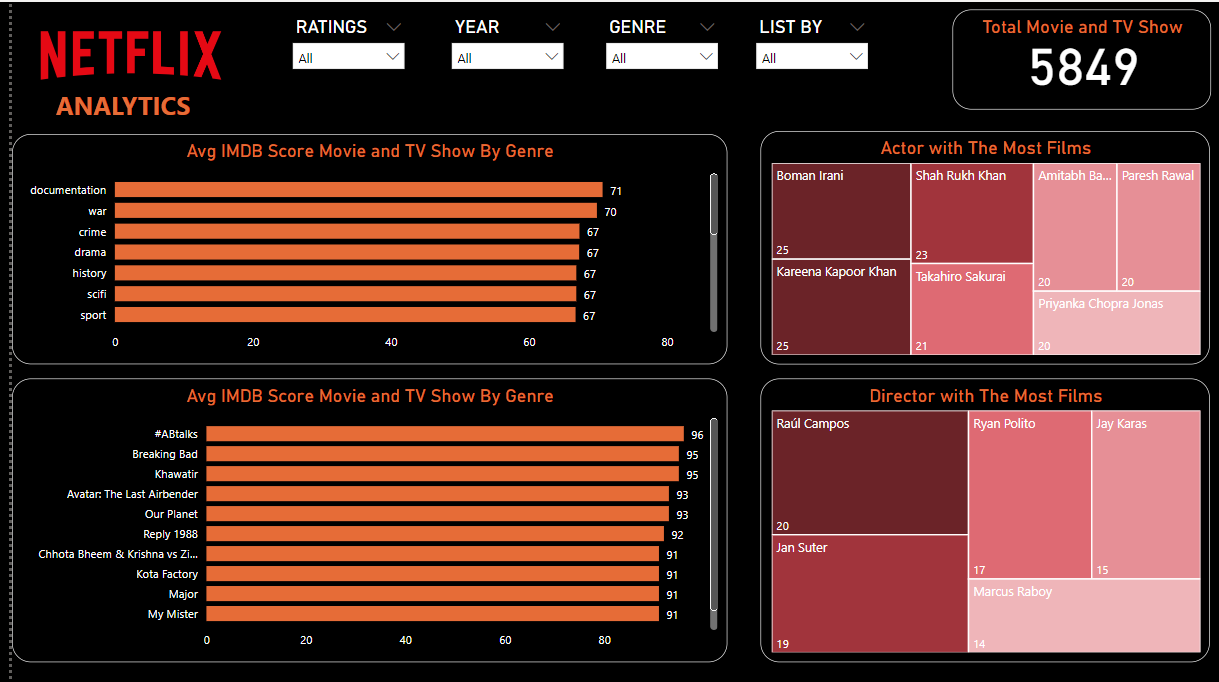 NETFLIX
ANALYTICS
RATINGS
All
YEAR
All
GENRE
All
LIST BY
All
Total Movie and TV Show
5849
Avg IMDB Score Movie and TV Show By Genre
documentation 71
war 70
crime 67
drama 67
history 67
scifi 67
sport 67
0 20 40 60 80
Actor with The Most Films
Boman Irani
25
Kareena Kapoor Khan
25
Shah Rukh Khan
23
Takahiro Sakurai
21
Amitabh Ba...
20
Paresh Rawal
20
Priyanka Chopra Jonas
20
Avg IMDB Score Movie and TV Show By Genre
#ABtalks 96
Breaking Bad 95
Khawatir 95
Avatar: The Last Airbender 93
Our Planet 93
Reply 1988 92
Chhota Bheem & Krishna vs Zi... 91
Kota Factory 91
Major 91
My Mister 91
0 20 40 60 80
Director with The Most Films
Raúl Campos
20
Jan Suter
19
Ryan Polito
17
Jay Karas
15
Marcus Raboy
14